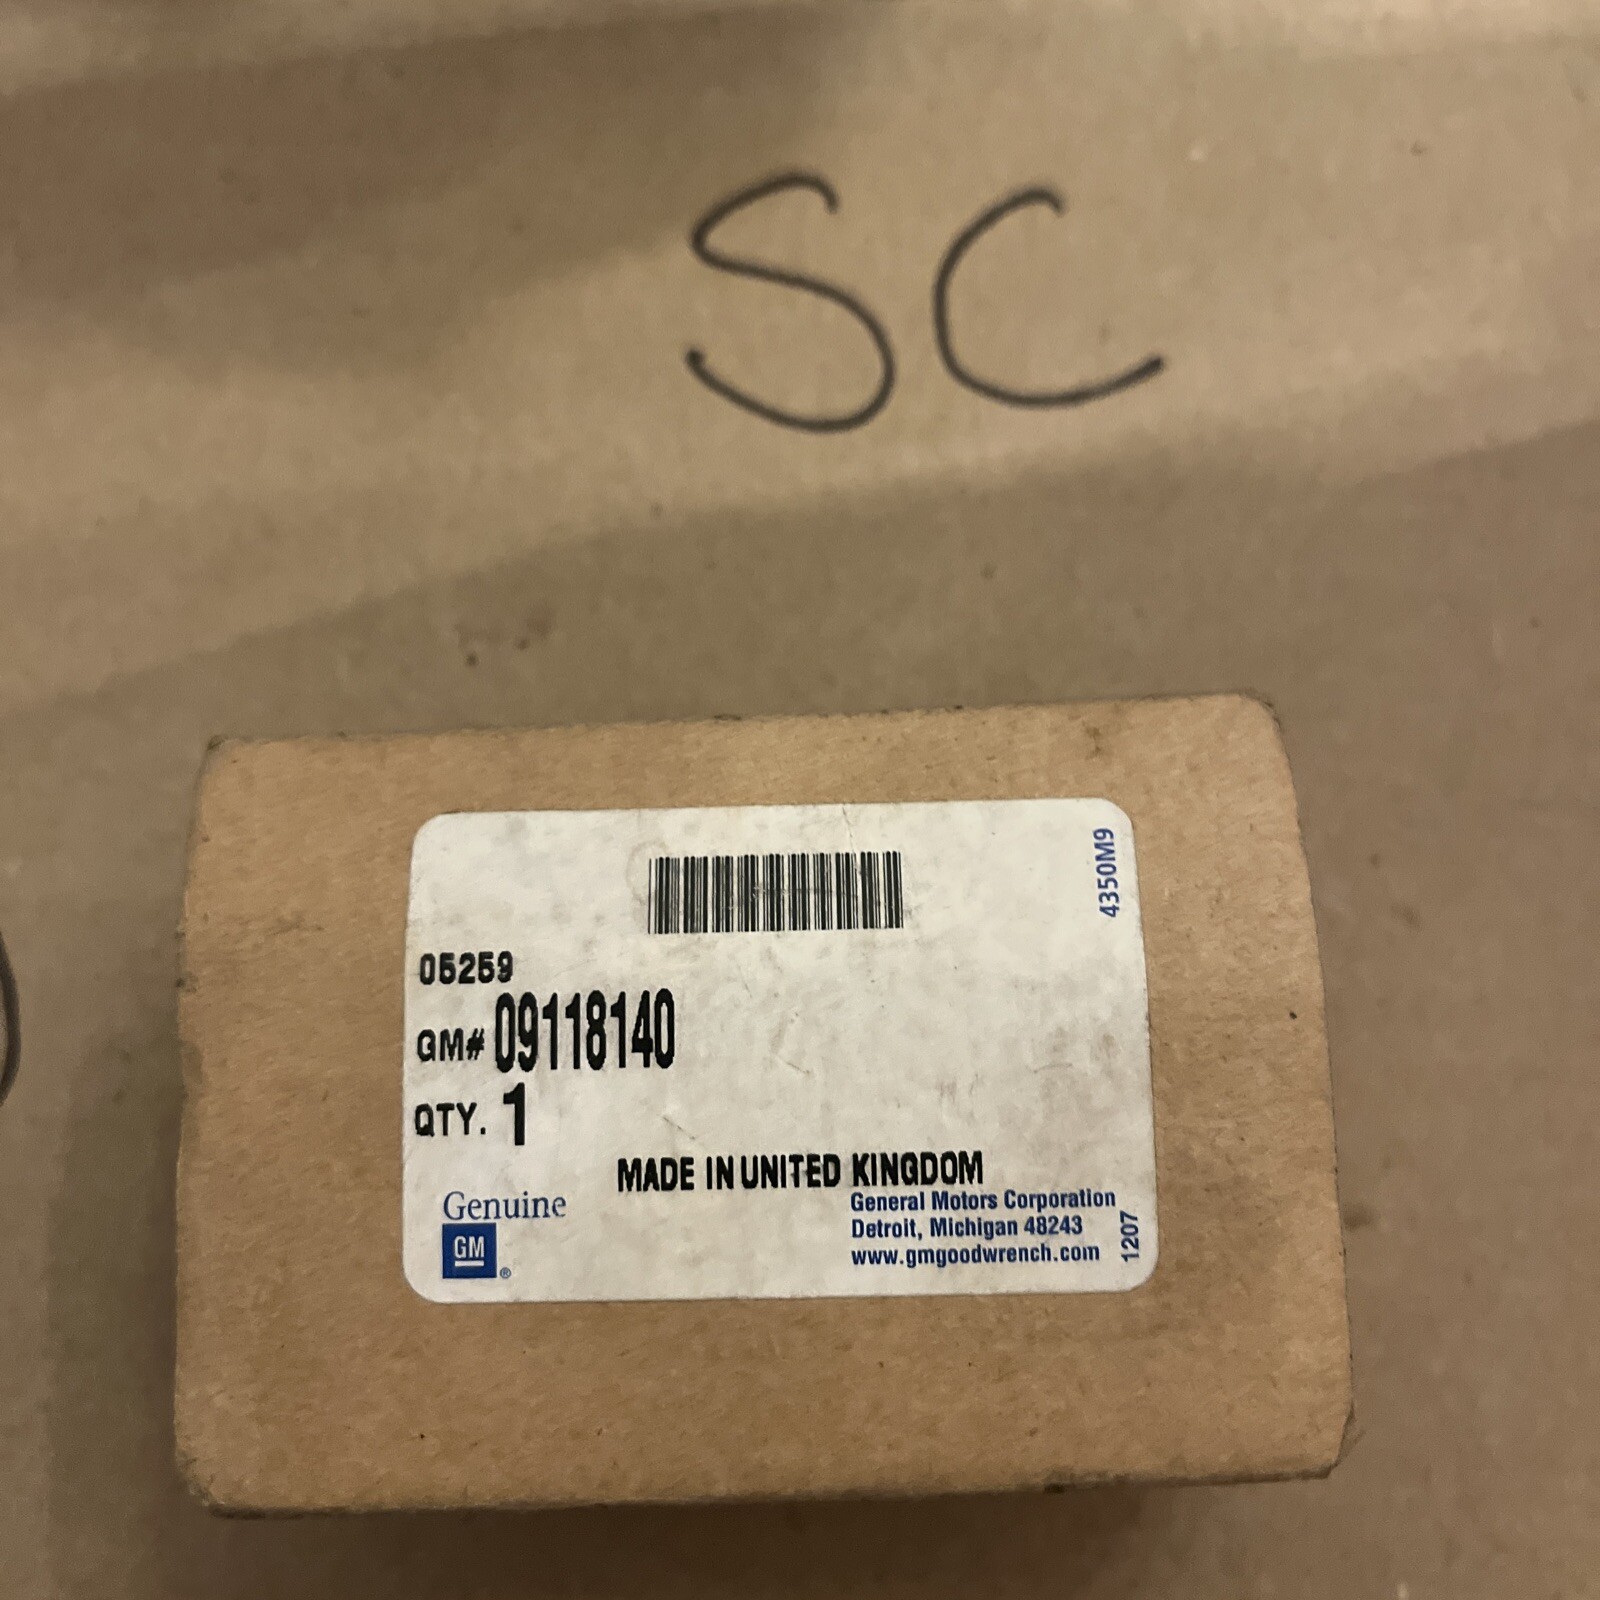 SC
4350M9
05259
GM# 09118140
QTY. 1
MADE IN UNITED KINGDOM
Genuine
GM
®
General Motors Corporation
Detroit, Michigan 48243
www.gmgoodwrench.com
1207